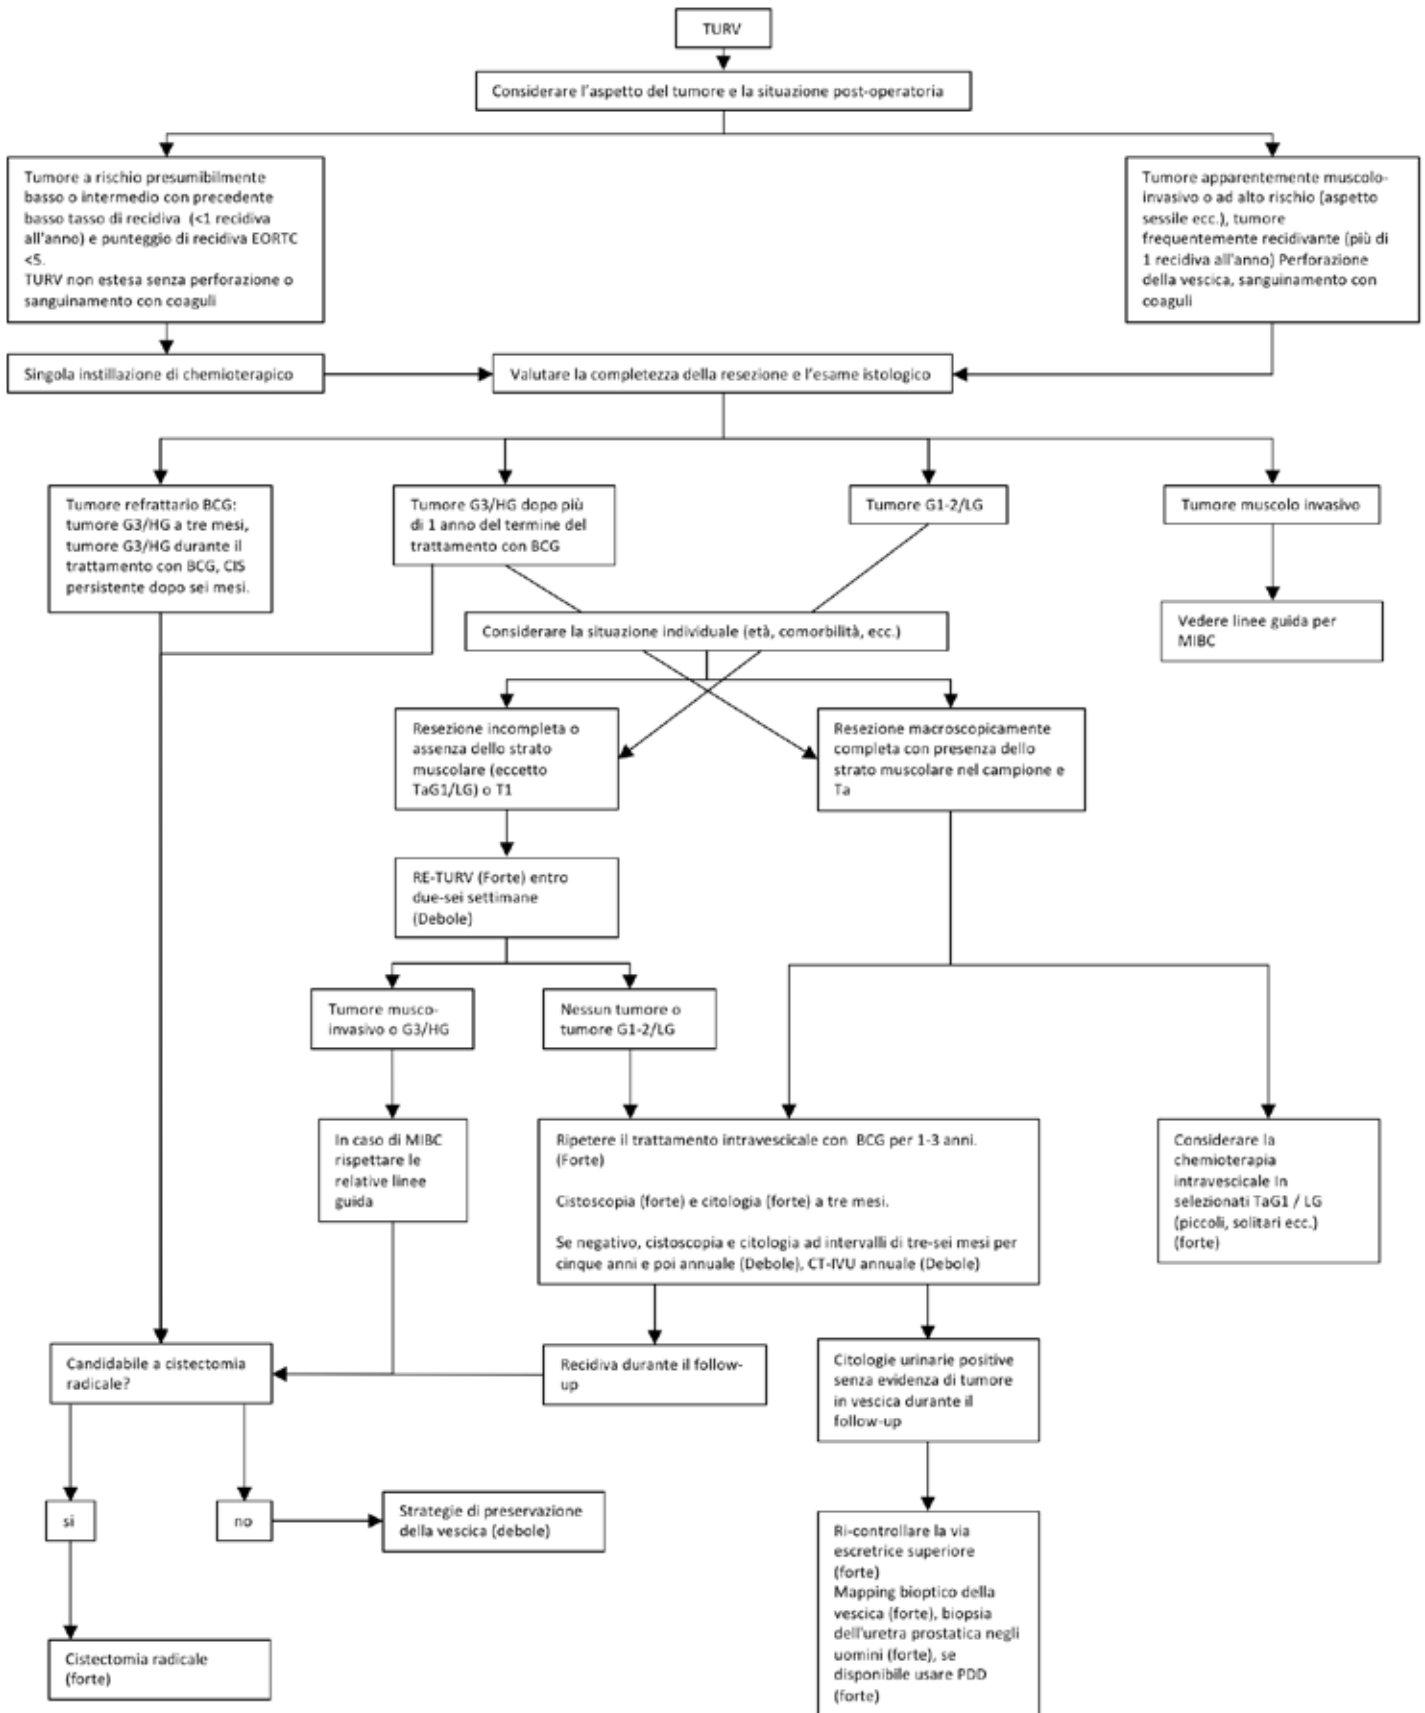 TURV
Considerare l'aspetto del tumore e la situazione post-operatoria
Tumore a rischio presumibilmente
basso o intermedio con precedente
basso tasso di recidiva (<1 recidiva
all'anno) e punteggio di recidiva EORTC
<5.
TURV non estesa senza perforazione o
sanguinamento con coaguli
Tumore apparentemente muscolo-
invasivo o ad alto rischio (aspetto
sessile ecc.), tumore
frequentemente recidivante (più di
1 recidiva all'anno) Perforazione
della vescica, sanguinamento con
coaguli
Singola instillazione di chemioterapico
Valutare la completezza della resezione e l'esame istologico
Tumore refrattario BCG:
tumore G3/HG a tre mesi,
tumore G3/HG durante il
trattamento con BCG, CIS
persistente dopo sei mesi.
Tumore G3/HG dopo più
di 1 anno del termine del
trattamento con BCG
Tumore G1-2/LG
Tumore muscolo invasivo
Considerare la situazione individuale (età, comorbilità, ecc.)
Vedere linee guida per
MIBC
Resezione incompleta o
assenza dello strato
muscolare (eccetto
TaG1/LG) o T1
Resezione macroscopicamente
completa con presenza dello
strato muscolare nel campione e
Ta
RE-TURV (Forte) entro
due-sei settimane
(Debole)
Tumore musco-
invasivo o G3/HG
Nessun tumore o
tumore G1-2/LG
In caso di MIBC
rispettare le
relative linee
guida
Ripetere il trattamento intravescicale con BCG per 1-3 anni.
(Forte)
Cistoscopia (forte) e citologia (forte) a tre mesi.
Se negativo, cistoscopia e citologia ad intervalli di tre-sei mesi per
cinque anni e poi annuale (Debole), CT-IVU annuale (Debole)
Considerare la
chemioterapia
intravescicale In
selezionati TaG1 / LG
(piccoli, solitari ecc.)
(forte)
Candidabile a cistectomia
radicale?
Recidiva durante il follow-
up
Citologie urinarie positive
senza evidenza di tumore
in vescica durante il
follow-up
si
no
Strategie di preservazione
della vescica (debole)
Ri-controllare la via
escretrice superiore
(forte)
Mapping bioptico della
vescica (forte), biopsia
dell'uretra prostatica negli
uomini (forte), se
disponibile usare PDD
(forte)
Cistectomia radicale
(forte)